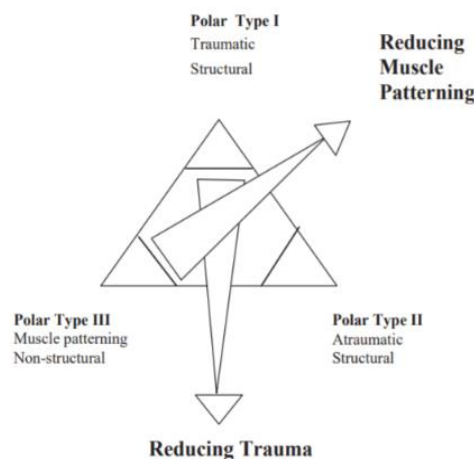 Polar Type I
Traumatic
Structural
Reducing
Muscle
Patterning
Polar Type III
Muscle patterning
Non-structural
Polar Type II
Atraumatic
Structural
Reducing Trauma